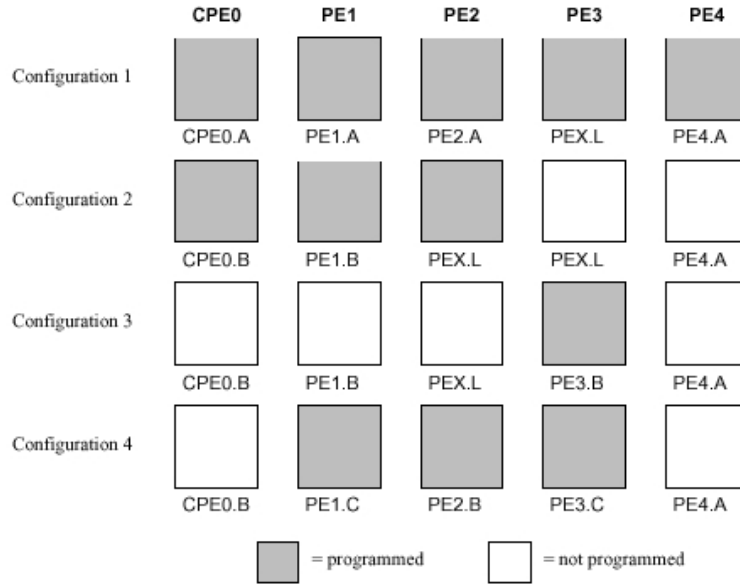 CPE0 PE1 PE2 PE3 PE4
Configuration 1
CPE0.A PE1.A PE2.A PEX.L PE4.A
Configuration 2
CPE0.B PE1.B PEX.L PEX.L PE4.A
Configuration 3
CPE0.B PE1.B PEX.L PE3.B PE4.A
Configuration 4
CPE0.B PE1.C PE2.B PE3.C PE4.A
= programmed = not programmed